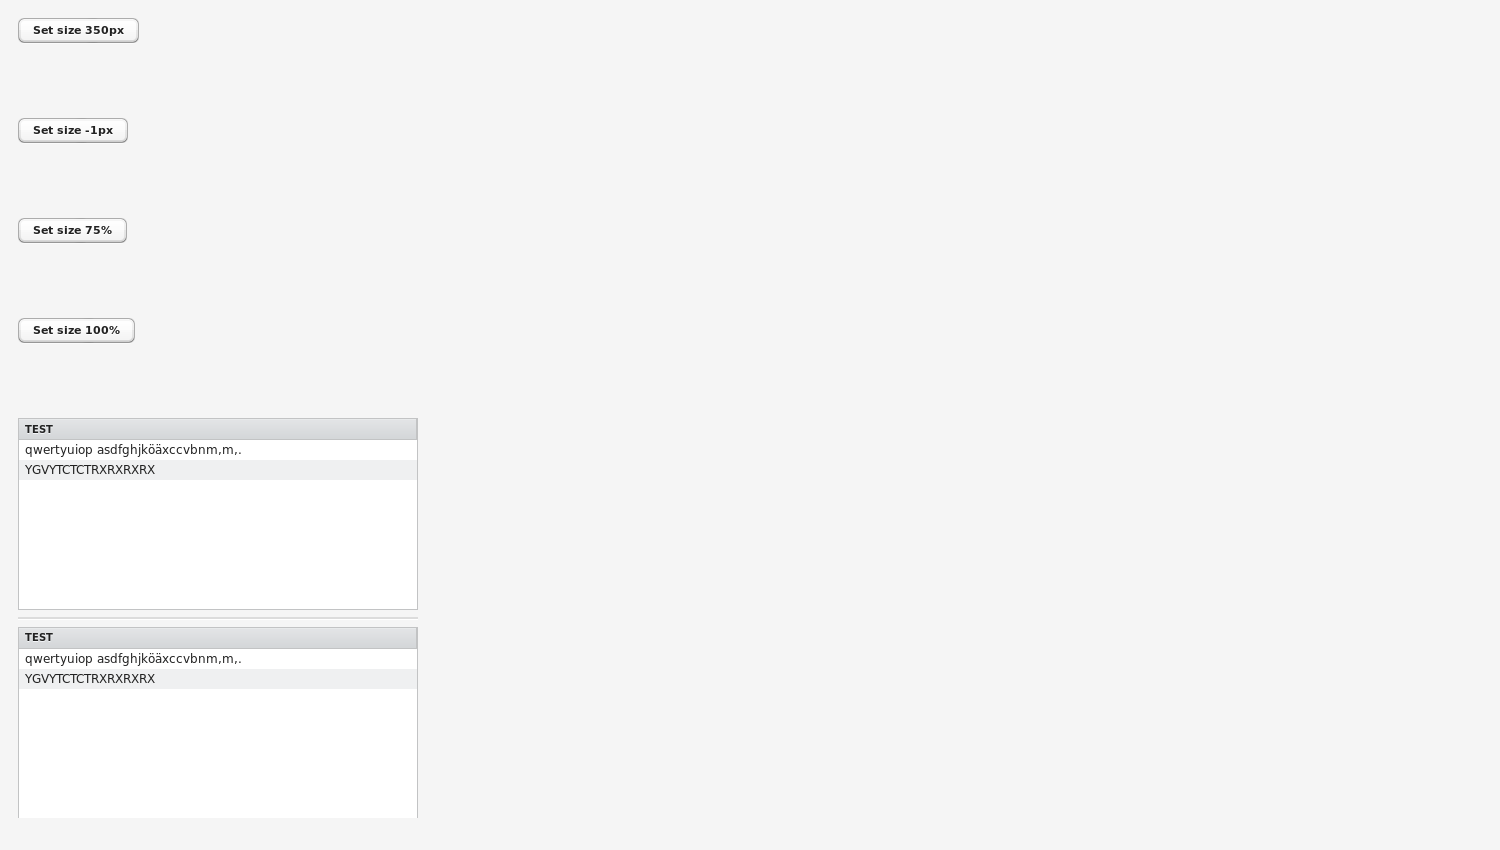 Set size 350px
Set size -1px
Set size 75%
Set size 100%
TEST
qwertyuiop asdfghjköäxccvbnm,m,.
YGVYTCTCTRXRXRXRX
TEST
qwertyuiop asdfghjköäxccvbnm,m,.
YGVYTCTCTRXRXRXRX